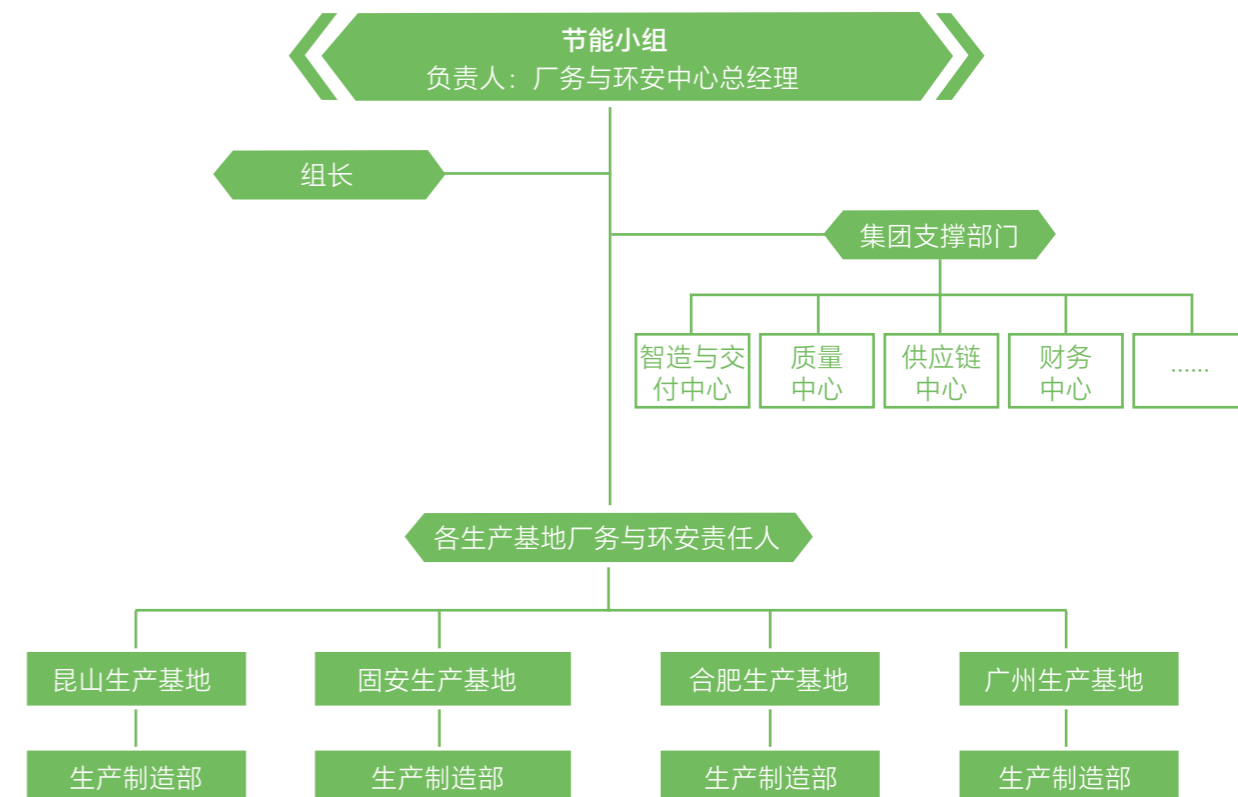 节能小组
负责人：厂务与环安中心总经理
组长
集团支撑部门
智造与交
付中心
质量
中心
供应链
中心
财务
中心
......
各生产基地厂务与环安责任人
昆山生产基地
固安生产基地
合肥生产基地
广州生产基地
生产制造部
生产制造部
生产制造部
生产制造部